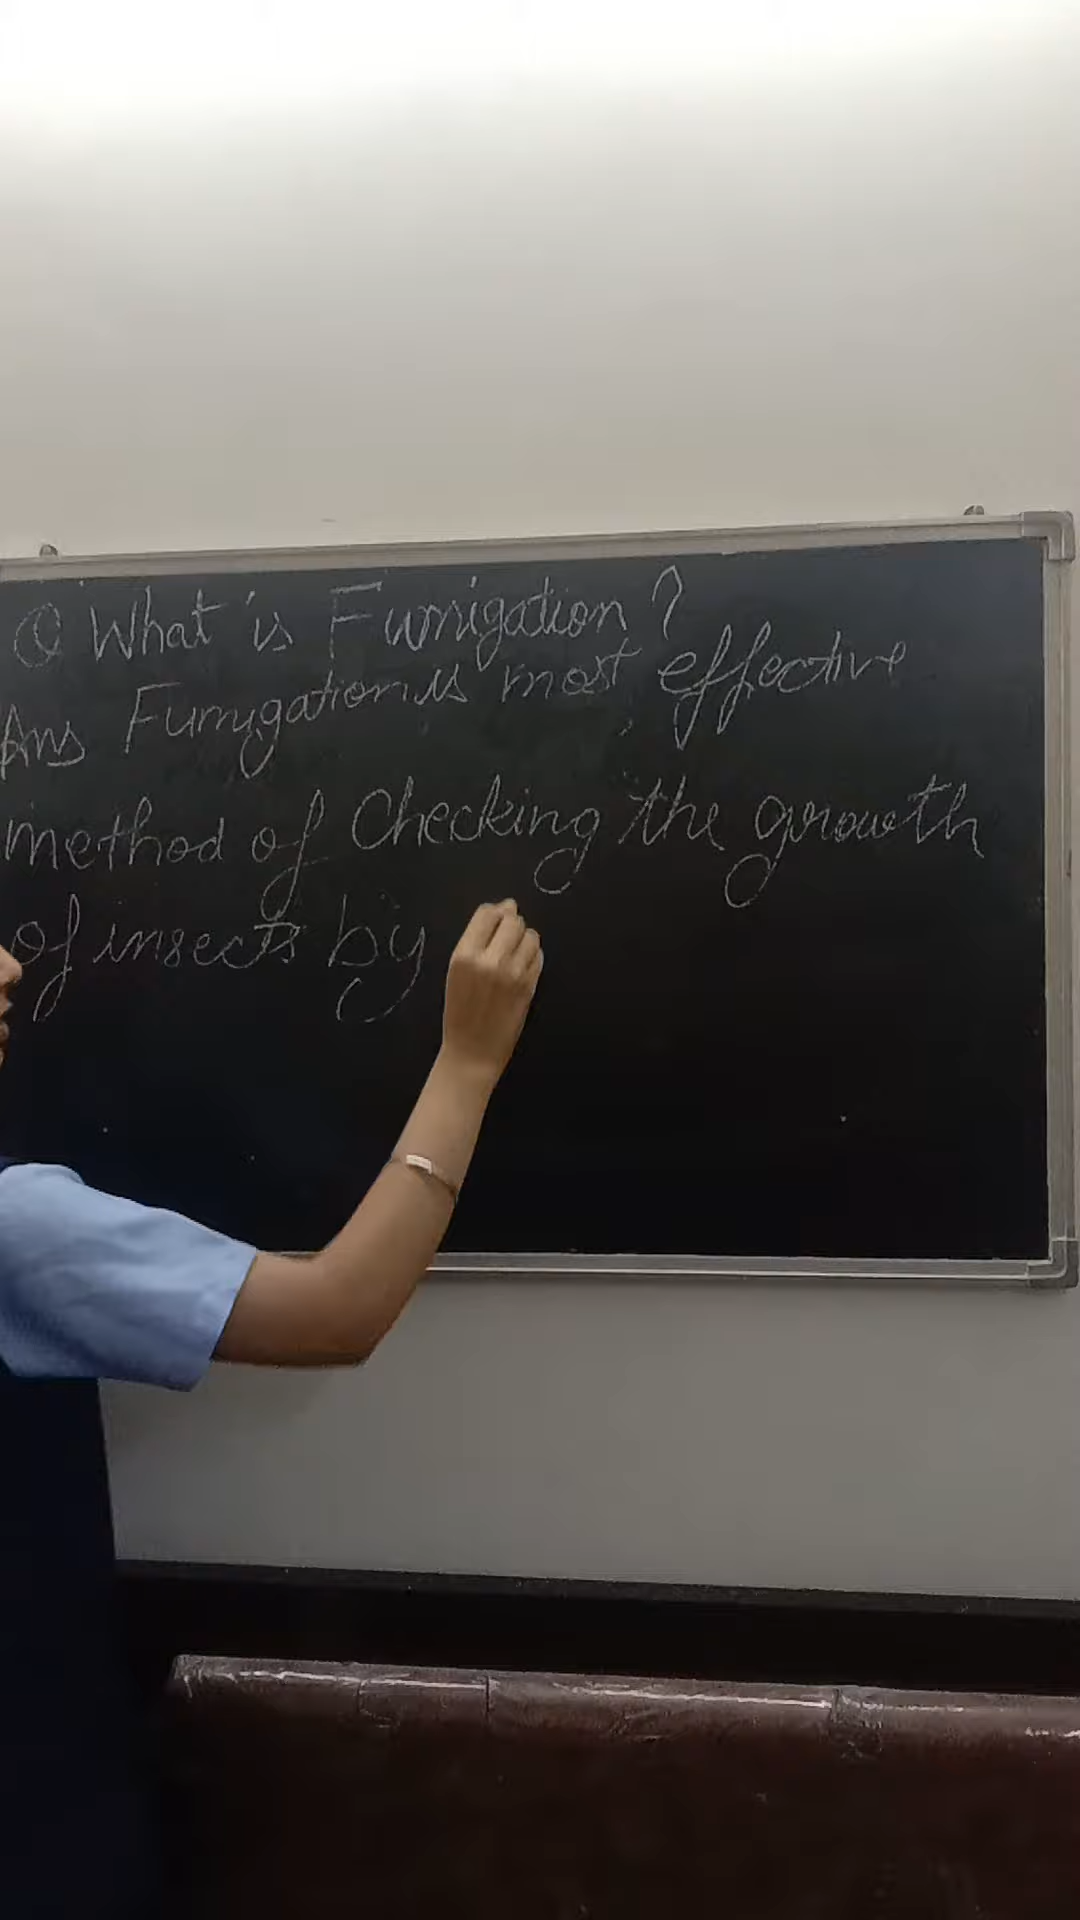 Q What is Fumigation?
Ans Fumigation is most effective
method of Checking the growth
of insects by